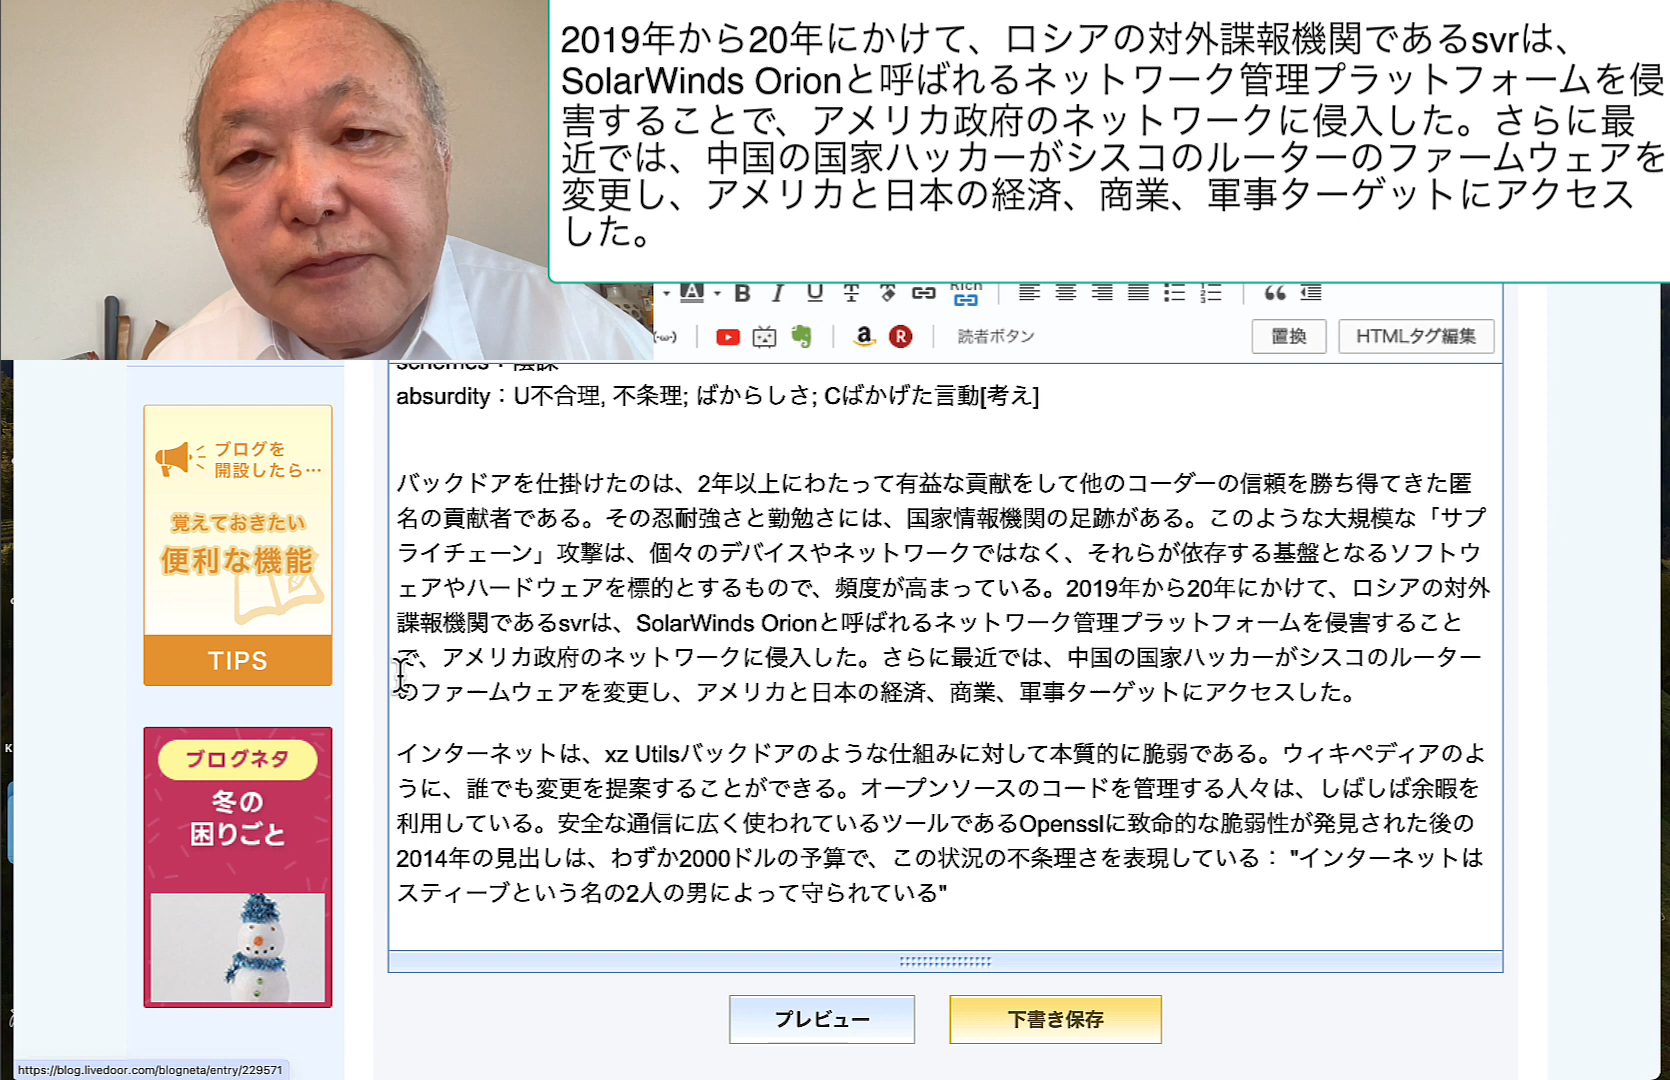 2019年から20年にかけて、ロシアの対外諜報機関であるsvrは、
SolarWinds Orionと呼ばれるネットワーク管理プラットフォームを侵
害することで、アメリカ政府のネットワークに侵入した。さらに最
近では、中国の国家ハッカーがシスコのルーターのファームウェアを
変更し、アメリカと日本の経済、商業、軍事ターゲットにアクセス
した。
A B I U T Rich
読者ボタン 置換 HTMLタグ編集
schemes：陰謀
absurdity：U不合理, 不条理; ばからしさ; Cばかげた言動[考え]
バックドアを仕掛けたのは、2年以上にわたって有益な貢献をして他のコーダーの信頼を勝ち得てきた匿
名の貢献者である。その忍耐強さと勤勉さには、国家情報機関の足跡がある。このような大規模な「サプ
ライチェーン」攻撃は、個々のデバイスやネットワークではなく、それらが依存する基盤となるソフトウ
ェアやハードウェアを標的とするもので、頻度が高まっている。2019年から20年にかけて、ロシアの対外
諜報機関であるsvrは、SolarWinds Orionと呼ばれるネットワーク管理プラットフォームを侵害すること
で、アメリカ政府のネットワークに侵入した。さらに最近では、中国の国家ハッカーがシスコのルーター
のファームウェアを変更し、アメリカと日本の経済、商業、軍事ターゲットにアクセスした。
インターネットは、xz Utilsバックドアのような仕組みに対して本質的に脆弱である。ウィキペディアのよ
うに、誰でも変更を提案することができる。オープンソースのコードを管理する人々は、しばしば余暇を
利用している。安全な通信に広く使われているツールであるOpensslに致命的な脆弱性が発見された後の
2014年の見出しは、わずか2000ドルの予算で、この状況の不条理さを表現している： "インターネットは
スティーブという名の2人の男によって守られている"
プレビュー 下書き保存
ブログを
開設したら…
覚えておきたい
便利な機能
TIPS
ブログネタ
冬の
困りごと
https://blog.livedoor.com/blogneta/entry/229571